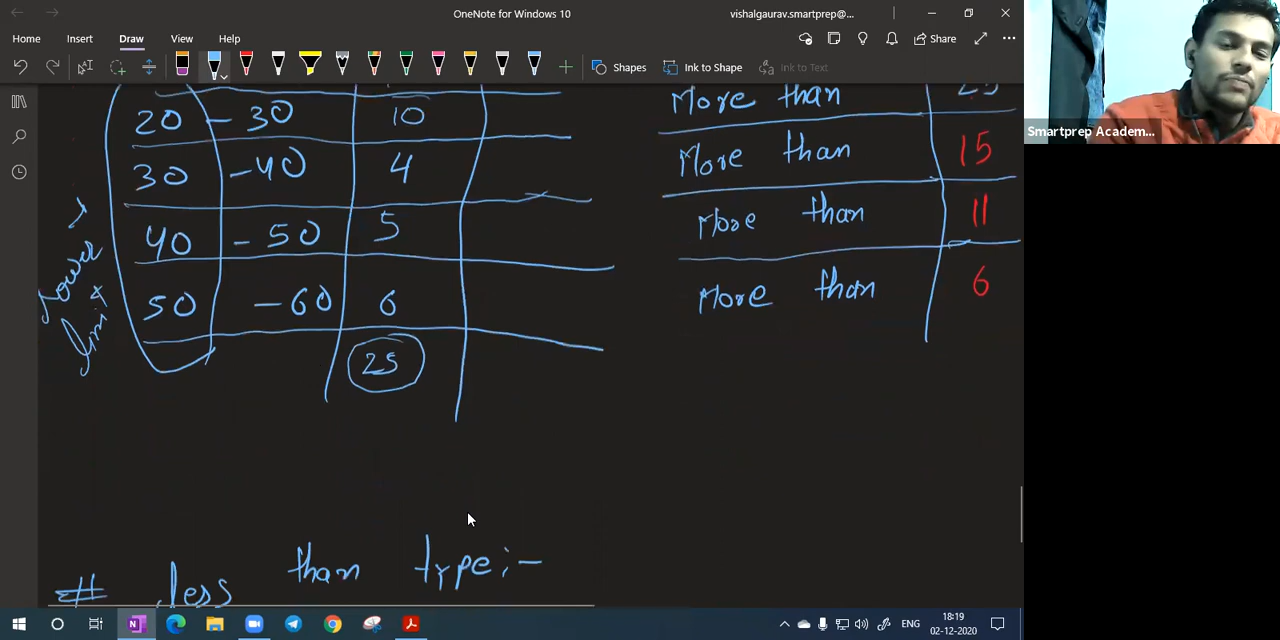 OneNote for Windows 10
vishalgaurav.smartprep@...
Home Insert Draw View Help
Share
Shapes
Ink to Shape
Ink to Text
20 - 30 10
30 - 40 4
40 - 50 5
50 - 60 6
25
lower
limit
More than 25
More than 15
More than 11
More than 6
# less than type:-
Smartprep Academ...
ENG
18:19
02-12-2020